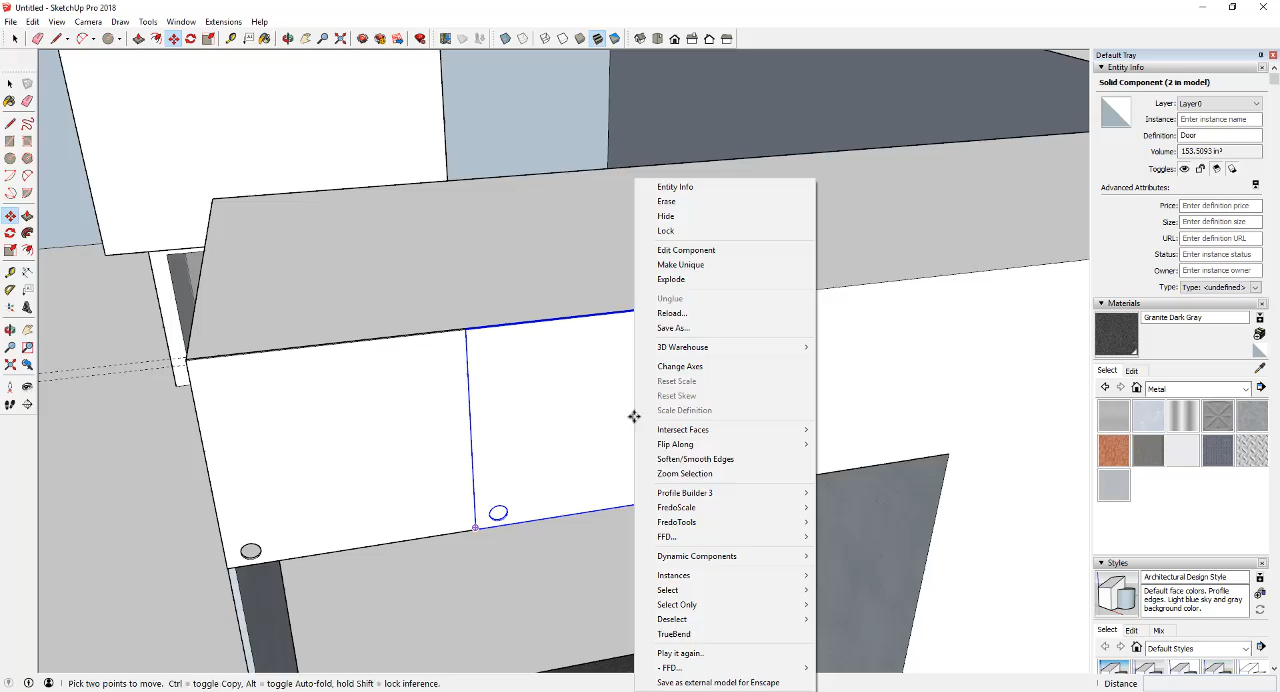 Untitled - SketchUp Pro 2018
File Edit View Camera Draw Tools Window Extensions Help
Default Tray
Entity Info
Solid Component (2 in model)
Layer: Layer0
Instance: Enter instance name
Definition: Door
Volume: 153.5093 in³
Toggles:
Advanced Attributes:
Price: Enter definition price
Size: Enter definition size
URL: Enter definition URL
Status: Enter instance status
Owner: Enter instance owner
Type: Type: <undefined>
Materials
Granite Dark Gray
Select Edit
Metal
Styles
Architectural Design Style
Default face colors. Profile
edges. Light blue sky and gray
background color.
Select Edit Mix
Default Styles
Entity Info
Erase
Hide
Lock
Edit Component
Make Unique
Explode
Unglue
Reload...
Save As...
3D Warehouse
Change Axes
Reset Scale
Reset Skew
Scale Definition
Intersect Faces
Flip Along
Soften/Smooth Edges
Zoom Selection
Profile Builder 3
FredoScale
FredoTools
FFD...
Dynamic Components
Instances
Select
Select Only
Deselect
TrueBend
Play it again..
- FFD...
Save as external model for Enscape
Pick two points to move. Ctrl = toggle Copy, Alt = toggle Auto-fold, hold Shift = lock inference.
Distance